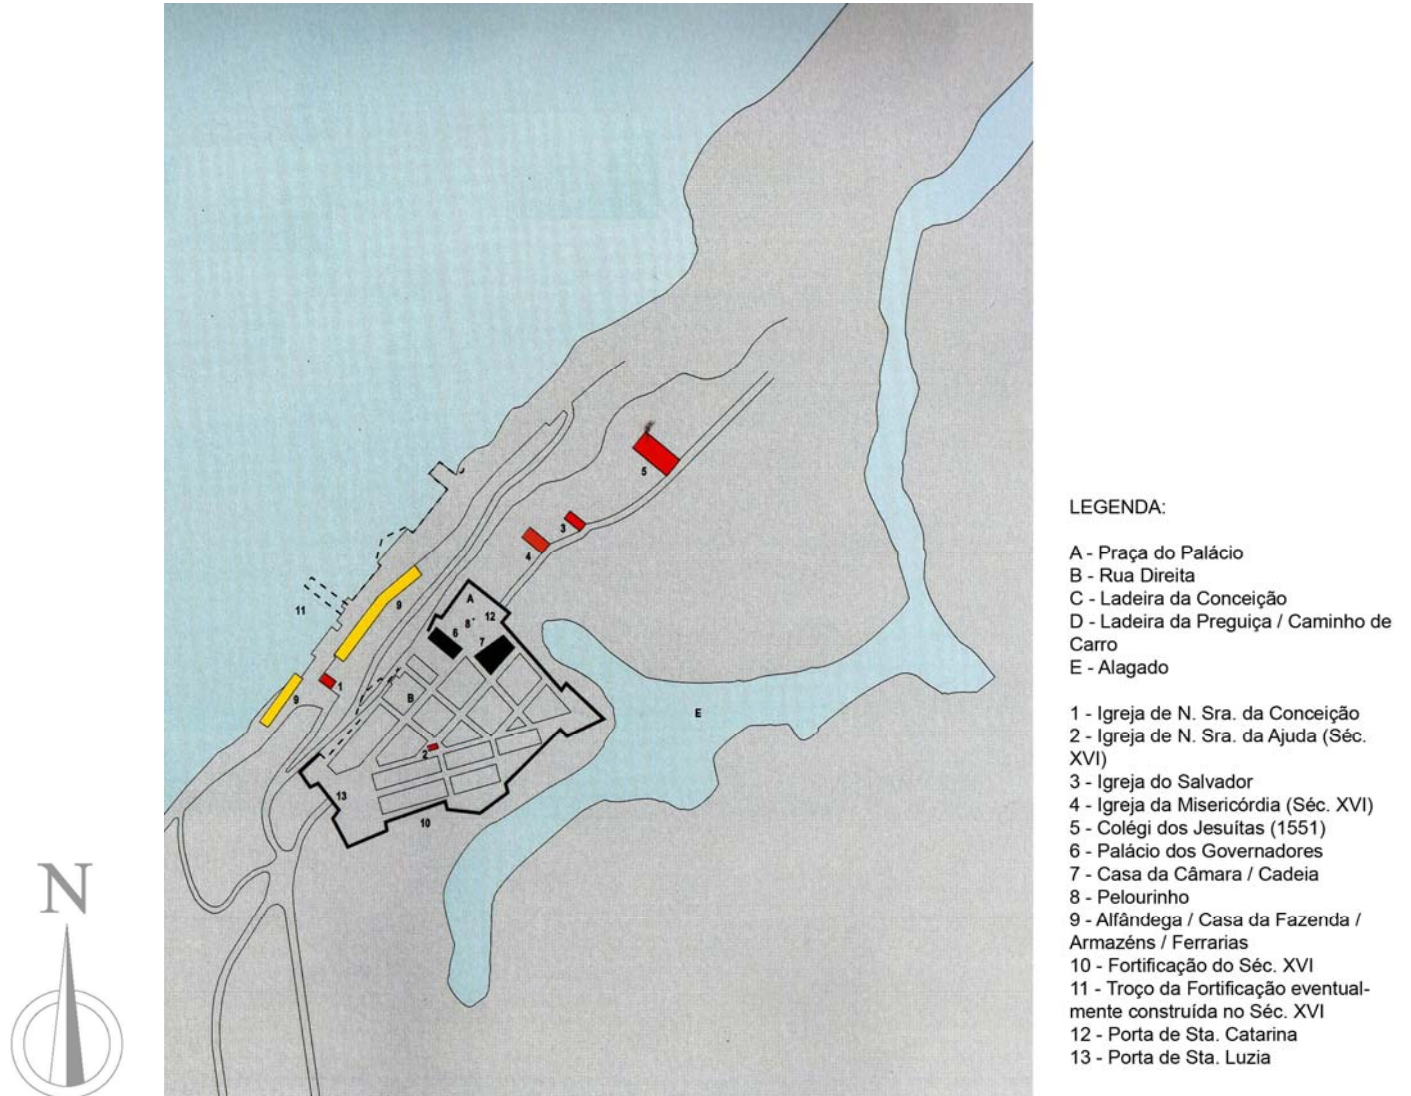 5
3
4
9
11
A
8
12
6
7
1
9
B
E
2
13
10
N
LEGENDA:
A - Praça do Palácio
B - Rua Direita
C - Ladeira da Conceição
D - Ladeira da Preguiça / Caminho de
Carro
E - Alagado
1 - Igreja de N. Sra. da Conceição
2 - Igreja de N. Sra. da Ajuda (Séc.
XVI)
3 - Igreja do Salvador
4 - Igreja da Misericórdia (Séc. XVI)
5 - Colégi dos Jesuítas (1551)
6 - Palácio dos Governadores
7 - Casa da Câmara / Cadeia
8 - Pelourinho
9 - Alfândega / Casa da Fazenda /
Armazéns / Ferrarias
10 - Fortificação do Séc. XVI
11 - Troço da Fortificação eventual-
mente construída no Séc. XVI
12 - Porta de Sta. Catarina
13 - Porta de Sta. Luzia